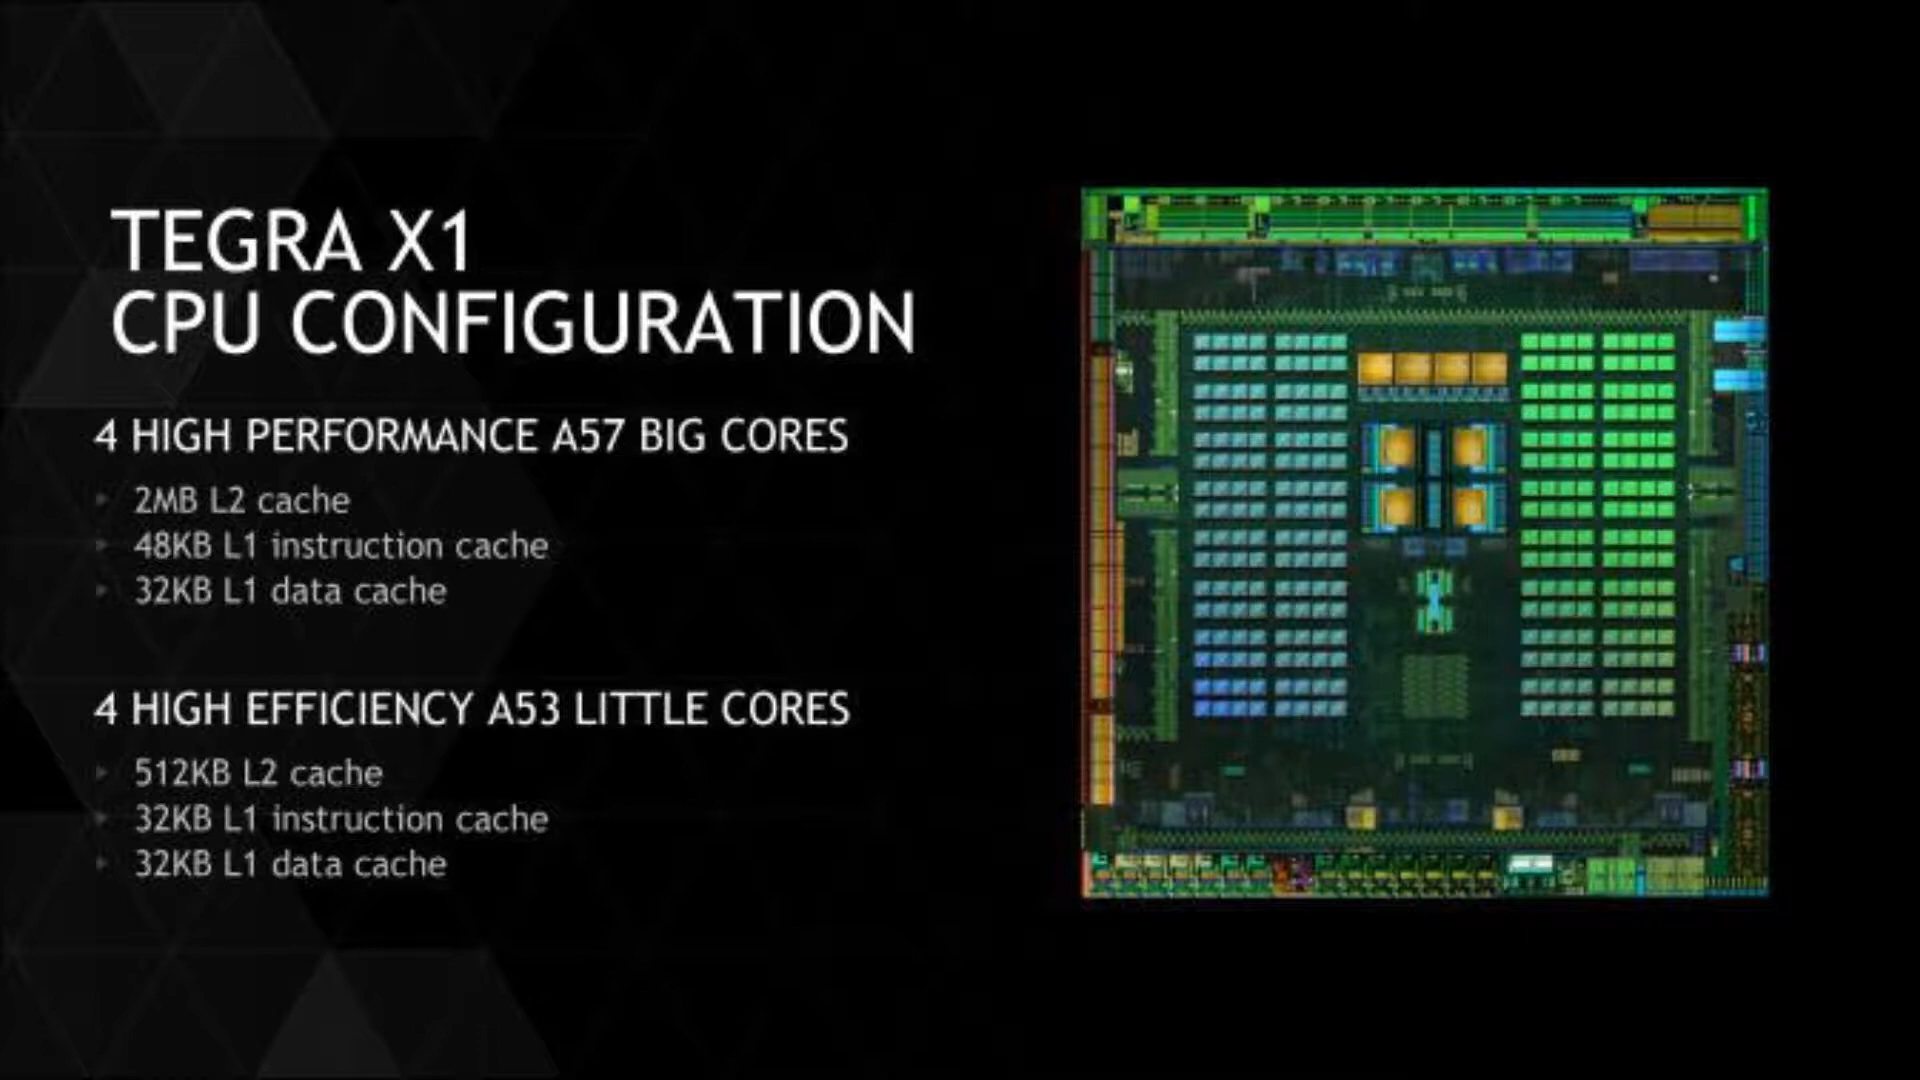 TEGRA X1
CPU CONFIGURATION
4 HIGH PERFORMANCE A57 BIG CORES
2MB L2 cache
48KB L1 instruction cache
32KB L1 data cache
4 HIGH EFFICIENCY A53 LITTLE CORES
512KB L2 cache
32KB L1 instruction cache
32KB L1 data cache